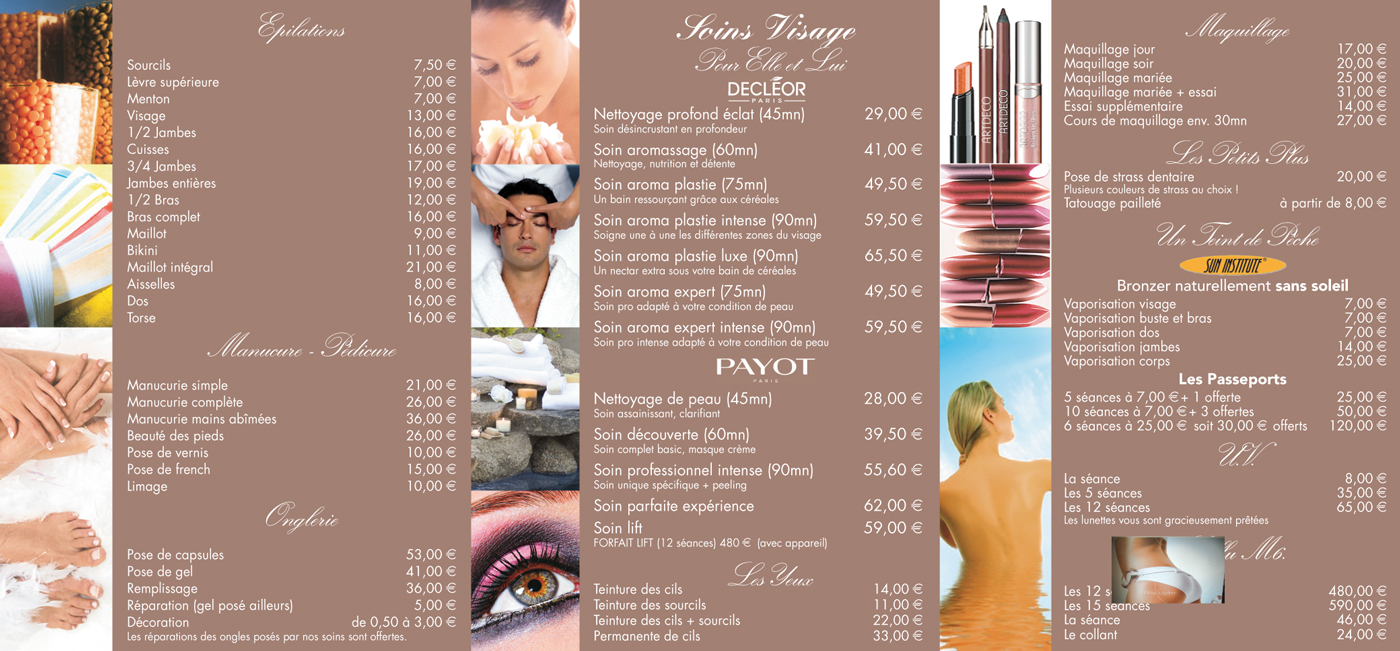 Epilations
Sourcils 7,50 €
Lèvre supérieure 7,00 €
Menton 7,00 €
Visage 13,00 €
1/2 Jambes 16,00 €
Cuisses 16,00 €
3/4 Jambes 17,00 €
Jambes entières 19,00 €
1/2 Bras 12,00 €
Bras complet 16,00 €
Maillot 9,00 €
Bikini 11,00 €
Maillot intégral 21,00 €
Aisselles 8,00 €
Dos 16,00 €
Torse 16,00 €
Manucure - Pédicure
Manucurie simple 21,00 €
Manucurie complète 26,00 €
Manucurie mains abîmées 36,00 €
Beauté des pieds 26,00 €
Pose de vernis 10,00 €
Pose de french 15,00 €
Limage 10,00 €
Onglerie
Pose de capsules 53,00 €
Pose de gel 41,00 €
Remplissage 36,00 €
Réparation (gel posé ailleurs) 5,00 €
Décoration de 0,50 à 3,00 €
Les réparations des ongles posés par nos soins sont offertes.
Soins Visage
Pour Elle et Lui
DECLÉOR
PARIS
Nettoyage profond éclat (45mn) 29,00 €
Soin désincrustant en profondeur
Soin aromassage (60mn) 41,00 €
Nettoyage, nutrition et détente
Soin aroma plastie (75mn) 49,50 €
Un bain ressourçant grâce aux céréales
Soin aroma plastie intense (90mn) 59,50 €
Soigne une à une les différentes zones du visage
Soin aroma plastie luxe (90mn) 65,50 €
Un nectar extra sous votre bain de céréales
Soin aroma expert (75mn) 49,50 €
Soin pro adapté à votre condition de peau
Soin aroma expert intense (90mn) 59,50 €
Soin pro intense adapté à votre condition de peau
PAYOT
PARIS
Nettoyage de peau (45mn) 28,00 €
Soin assainissant, clarifiant
Soin découverte (60mn) 39,50 €
Soin complet basic, masque crème
Soin professionnel intense (90mn) 55,60 €
Soin unique spécifique + peeling
Soin parfaite expérience 62,00 €
Soin lift 59,00 €
FORFAIT LIFT (12 séances) 480 € (avec appareil)
Les Yeux
Teinture des cils 14,00 €
Teinture des sourcils 11,00 €
Teinture des cils + sourcils 22,00 €
Permanente de cils 33,00 €
ARTDECO
ARTDECO
Maquillage
Maquillage jour 17,00 €
Maquillage soir 20,00 €
Maquillage mariée 25,00 €
Maquillage mariée + essai 31,00 €
Essai supplémentaire 14,00 €
Cours de maquillage env. 30mn 27,00 €
Les Petits Plus
Pose de strass dentaire 20,00 €
Plusieurs couleurs de strass au choix !
Tatouage pailleté à partir de 8,00 €
Un Teint de Pêche
SUN INSTITUTE®
Bronzer naturellement sans soleil
Vaporisation visage 7,00 €
Vaporisation buste et bras 7,00 €
Vaporisation dos 7,00 €
Vaporisation jambes 14,00 €
Vaporisation corps 25,00 €
Les Passeports
5 séances à 7,00 € + 1 offerte 25,00 €
10 séances à 7,00 € + 3 offertes 50,00 €
6 séances à 25,00 € soit 30,00 € offerts 120,00 €
U.V.
La séance 8,00 €
Les 5 séances 35,00 €
Les 12 séances 65,00 €
Les lunettes vous sont gracieusement prêtées
M6.
Les 12 s 480,00 €
Les 15 séances 590,00 €
La séance 46,00 €
Le collant 24,00 €